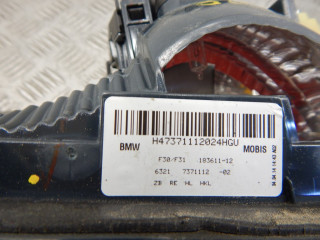 H47371112024HGU
BMW MOBIS
F30/F31 183611-12
6321 7371112 -02
ZB RE HL HKL